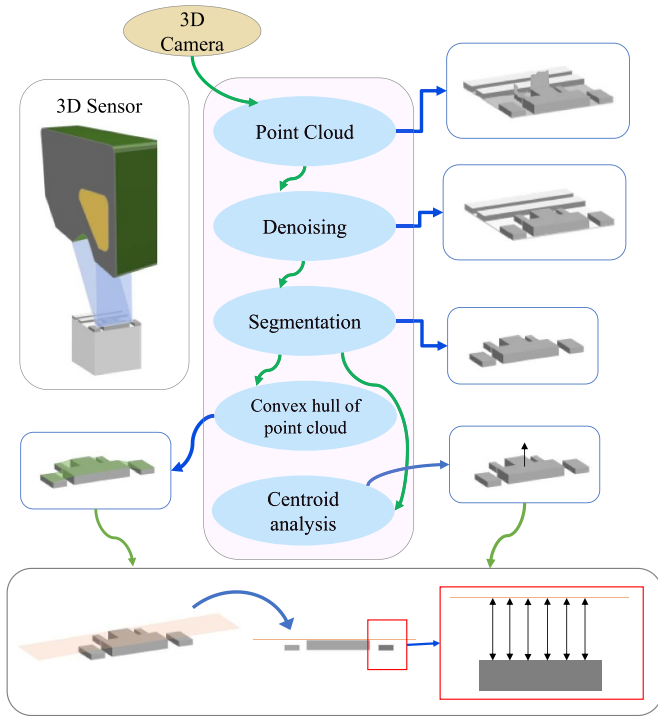 3D
Camera
3D Sensor
Point Cloud
Denoising
Segmentation
Convex hull of
point cloud
Centroid
analysis